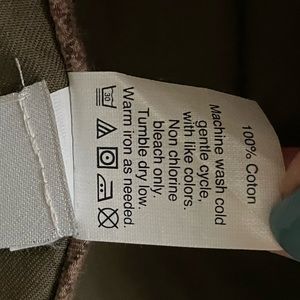 100% Coton
Machine wash cold
gentle cycle,
with like colors.
Non chlorine
bleach only.
Tumble dry low.
Warm iron as needed
30